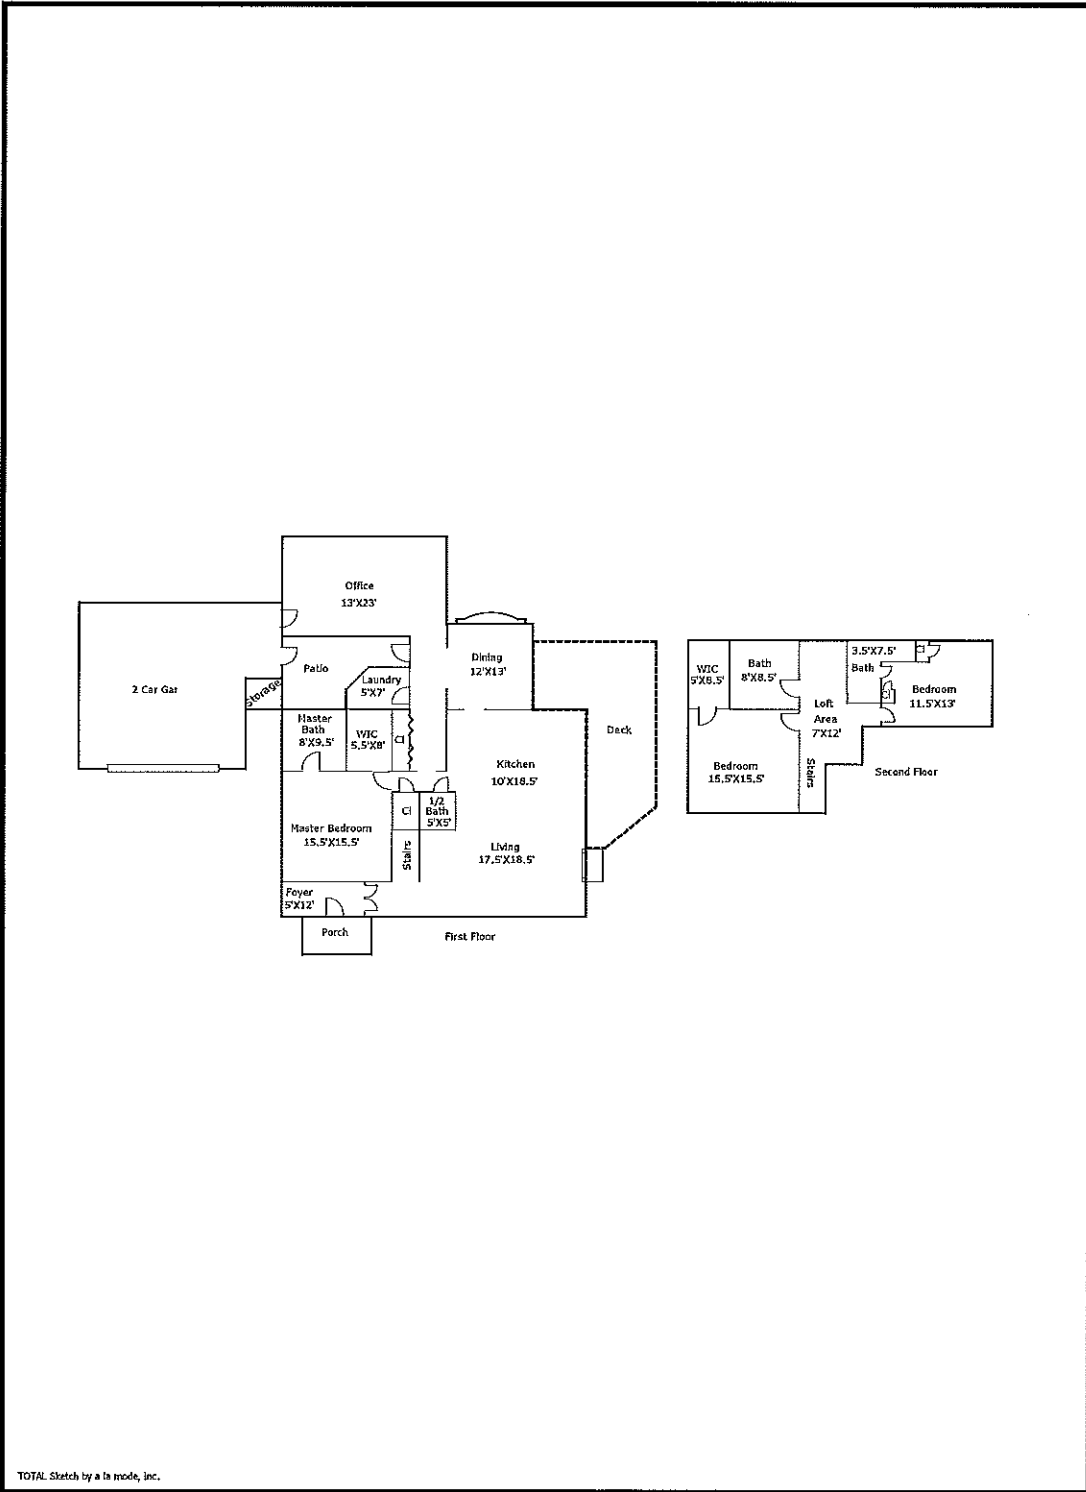 Office
13'X23'
2 Car Gar
Storage
Patio
Laundry
5'X7'
Dining
12'X13'
Deck
Master
Bath
8'X9.5'
WIC
5.5'X8'
Cl
Kitchen
10'X18.5'
Cl
1/2
Bath
5'X5'
Master Bedroom
15.5'X15.5'
Stairs
Living
17.5'X18.5'
Foyer
5'X12'
Porch
First Floor
WIC
5'X8.5'
Bath
8'X8.5'
3.5'X7.5'
Bath
Cl
Cl
Bedroom
11.5'X13'
Loft
Area
7'X12'
Bedroom
15.5'X15.5'
Stairs
Second Floor
TOTAL Sketch by a la mode, inc.